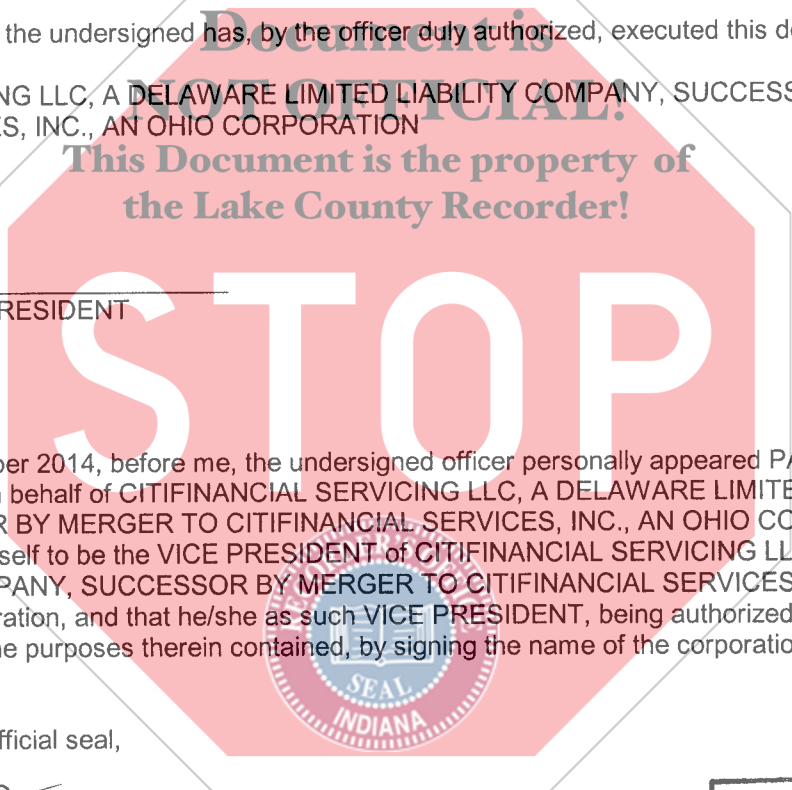 Document is
the undersigned has, by the officer duly authorized, executed this d
NOT OFFICIAL!
NG LLC, A DELAWARE LIMITED LIABILITY COMPANY, SUCCESS
ES, INC., AN OHIO CORPORATION
This Document is the property of
the Lake County Recorder!
STOP
RESIDENT
ber 2014, before me, the undersigned officer personally appeared PA
behalf of CITIFINANCIAL SERVICING LLC, A DELAWARE LIMITE
R BY MERGER TO CITIFINANCIAL SERVICES, INC., AN OHIO CO
self to be the VICE PRESIDENT of CITIFINANCIAL SERVICING LL
PANY, SUCCESSOR BY MERGER TO CITIFINANCIAL SERVICES
ration, and that he/she as such VICE PRESIDENT, being authorized
e purposes therein contained, by signing the name of the corporatio
RECORDER'S OFFICE
SEAL
INDIANA
fficial seal,